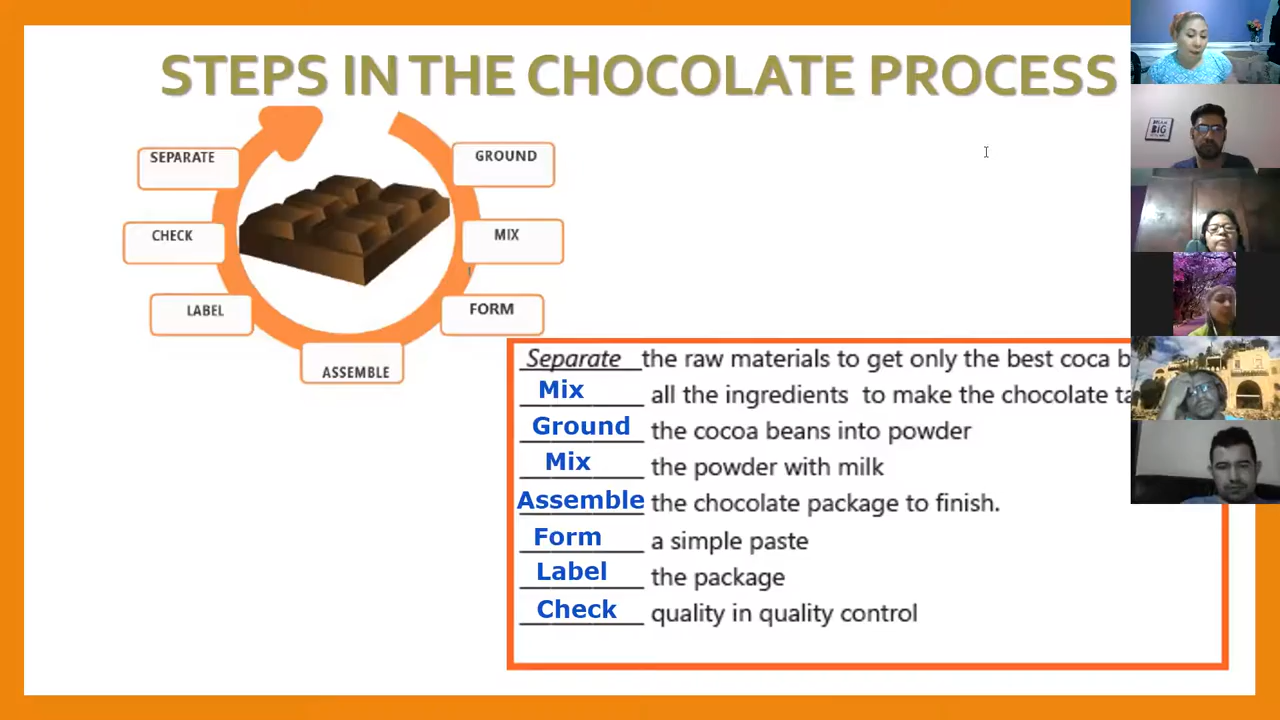 STEPS IN THE CHOCOLATE PROCESS
SEPARATE
GROUND
CHECK
MIX
LABEL
FORM
ASSEMBLE
Separate the raw materials to get only the best coca b
Mix all the ingredients to make the chocolate ta
Ground the cocoa beans into powder
Mix the powder with milk
Assemble the chocolate package to finish.
Form a simple paste
Label the package
Check quality in quality control
BIG